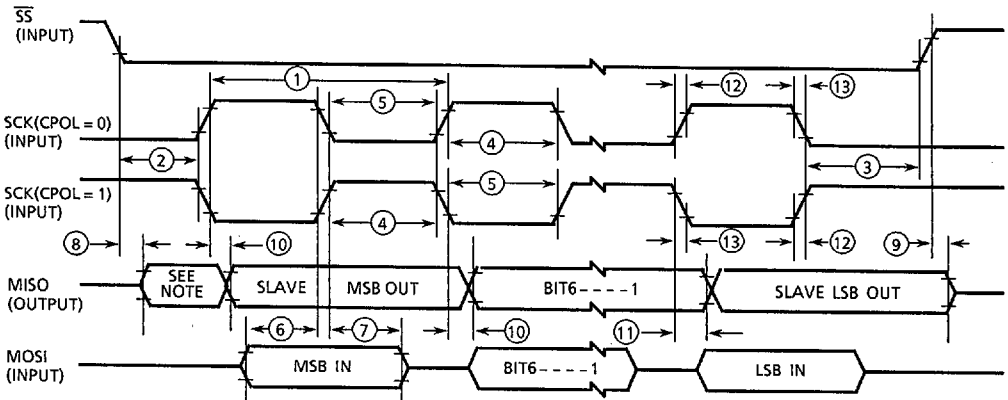 SS
(INPUT)
① ⑫ ⑬
⑤
SCK(CPOL = 0)
(INPUT)
④
② ③
SCK(CPOL = 1)
(INPUT)
⑤
④
⑧ ⑩ ⑬ ⑫ ⑨
MISO
(OUTPUT)
SEE
NOTE
SLAVE MSB OUT
BIT6-----1
SLAVE LSB OUT
⑥ ⑦ ⑩ ⑪
MOSI
(INPUT)
MSB IN
BIT6-----1
LSB IN